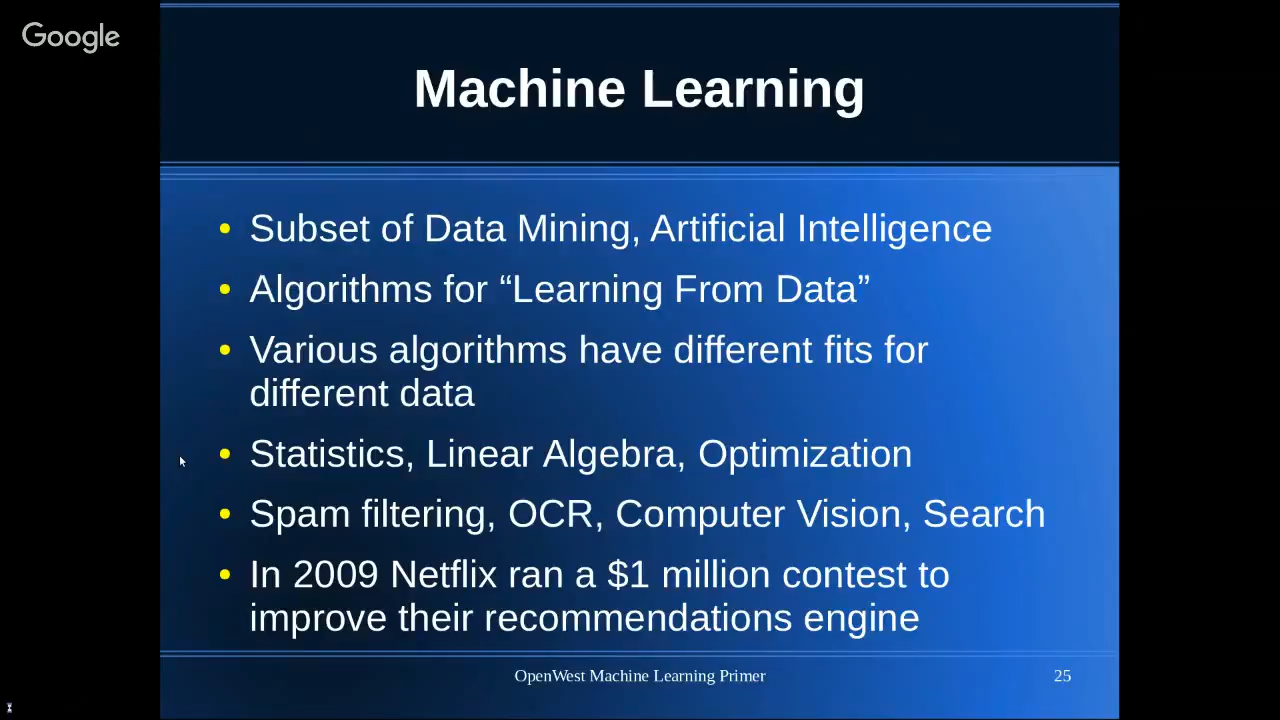 Google
Machine Learning
• Subset of Data Mining, Artificial Intelligence
• Algorithms for “Learning From Data”
• Various algorithms have different fits for
different data
• Statistics, Linear Algebra, Optimization
• Spam filtering, OCR, Computer Vision, Search
• In 2009 Netflix ran a $1 million contest to
improve their recommendations engine
OpenWest Machine Learning Primer 25